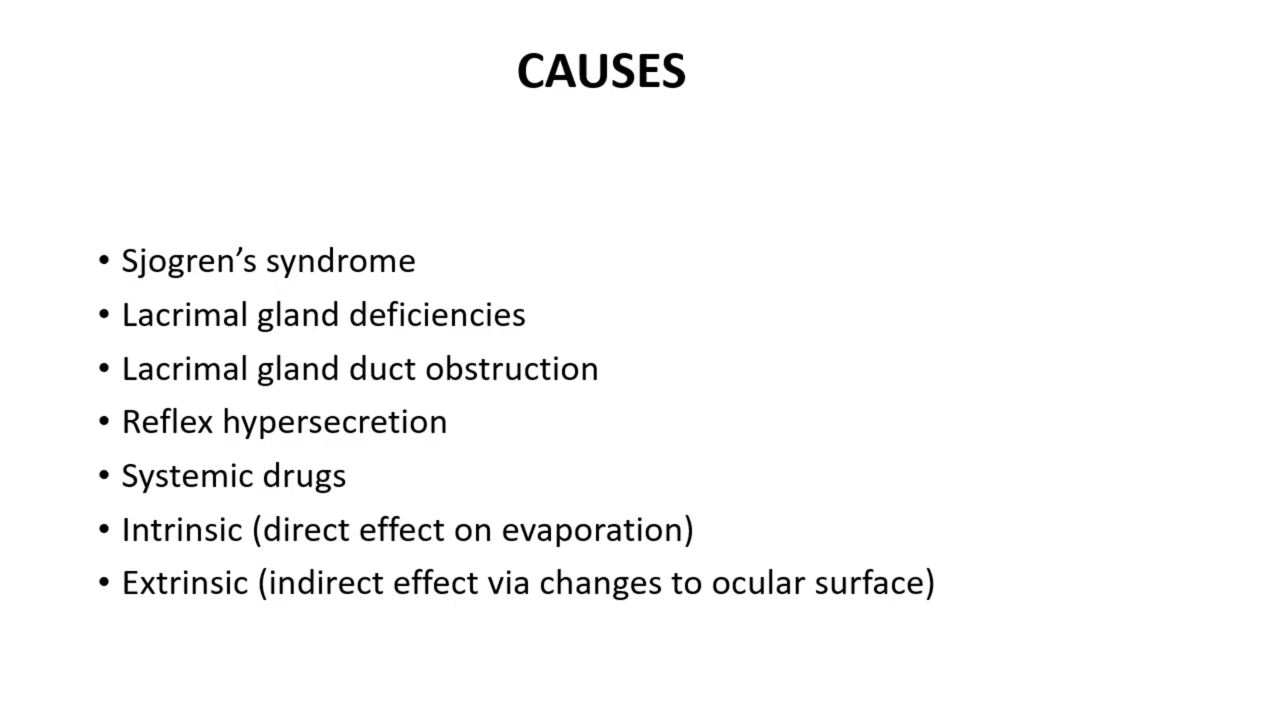 CAUSES
• Sjogren’s syndrome
• Lacrimal gland deficiencies
• Lacrimal gland duct obstruction
• Reflex hypersecretion
• Systemic drugs
• Intrinsic (direct effect on evaporation)
• Extrinsic (indirect effect via changes to ocular surface)